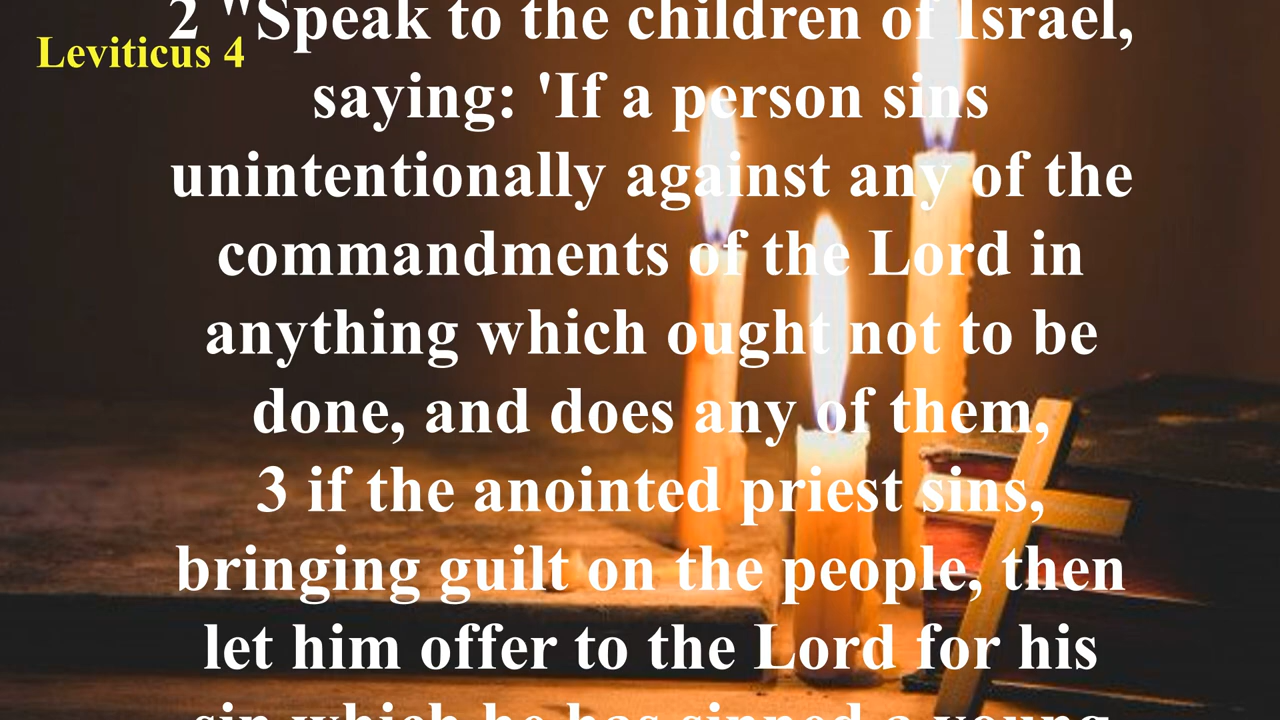 2 "Speak to the children of Israel,
Leviticus 4
saying: 'If a person sins
unintentionally against any of the
commandments of the Lord in
anything which ought not to be
done, and does any of them,
3 if the anointed priest sins,
bringing guilt on the people, then
let him offer to the Lord for his
sin which he has sinned a young